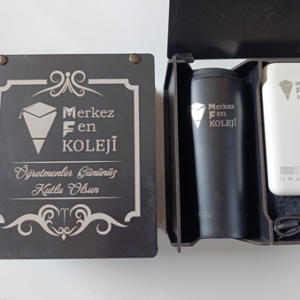 Merkez
Fen
KOLEJİ
Öğretmenler Gününüz
Kutlu Olsun
Merkez
Fen
KOLEJİ